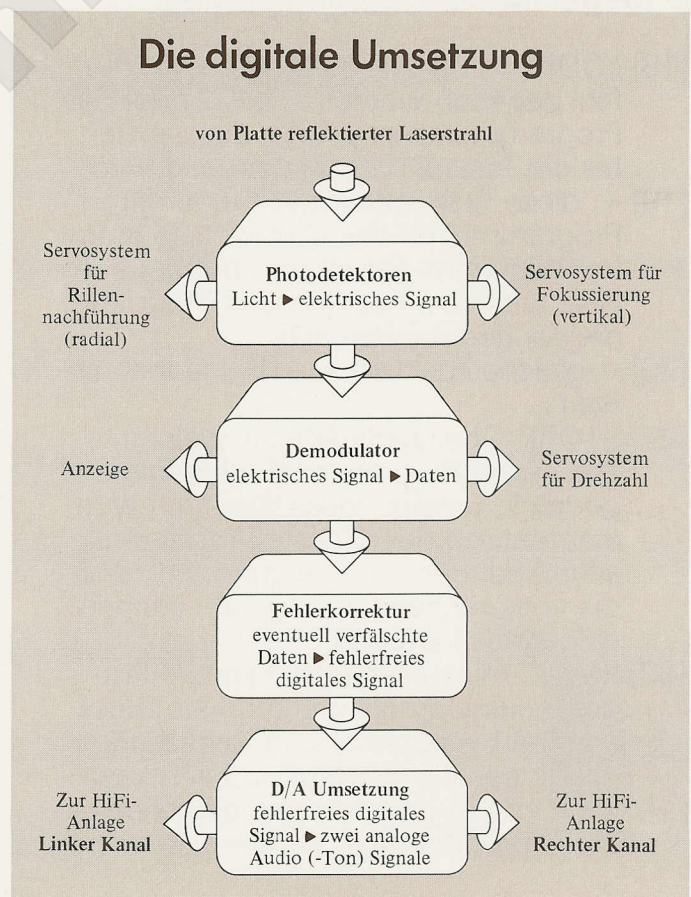 Die digitale Umsetzung
von Platte reflektierter Laserstrahl
Servosystem
für
Rillen-
nachführung
(radial)
Photodetektoren
Licht ▶ elektrisches Signal
Servosystem für
Fokussierung
(vertikal)
Anzeige
Demodulator
elektrisches Signal ▶ Daten
Servosystem
für Drehzahl
Fehlerkorrektur
eventuell verfälschte
Daten ▶ fehlerfreies
digitales Signal
Zur HiFi-
Anlage
Linker Kanal
D/A Umsetzung
fehlerfreies digitales
Signal ▶ zwei analoge
Audio (-Ton) Signale
Zur HiFi-
Anlage
Rechter Kanal